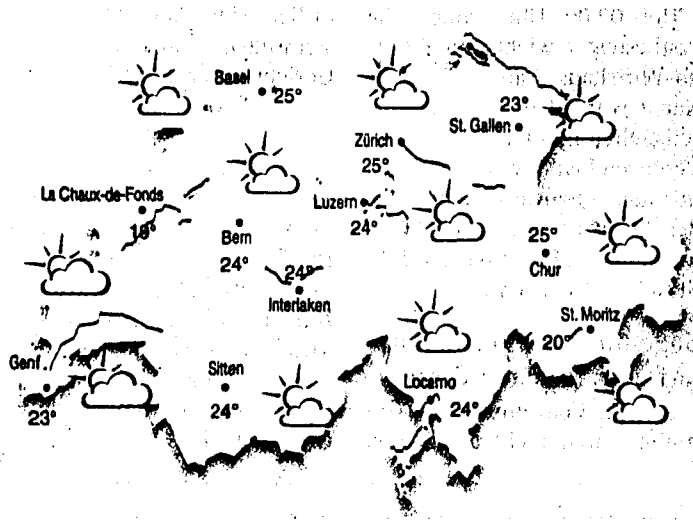 Basel
25°
23°
St. Gallen
Zürich
25°
La Chaux-de-Fonds
Luzern
24°
Bern
24°
25°
Chur
24°
Interlaken
St. Moritz
20°
Genf
23°
Sitten
24°
Locarno
24°